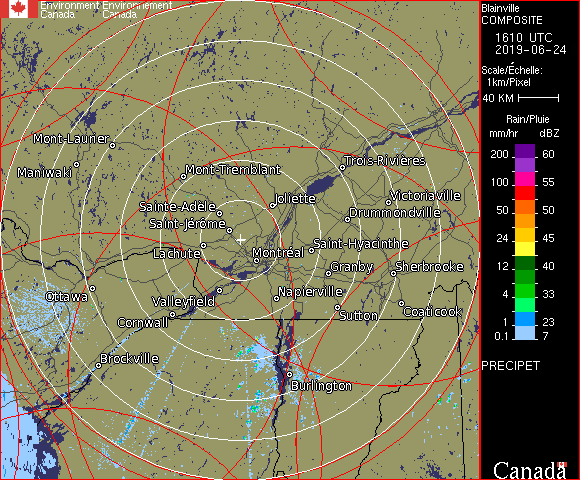 Environment Environnement
Canada Canada
Blainville
COMPOSITE
1610 UTC
2019-06-24
Scale/Échelle:
1km/Pixel
40 KM
Rain/Pluie
mm/hr dBZ
200 60
100 55
50 50
24 45
12 40
4 33
1 23
0.1 7
PRECIPET
Canada
Mont-Laurier
Maniwaki
Mont-Tremblant
Trois-Rivières
Joliette
Victoriaville
Sainte-Adèle
Drummondville
Saint-Jérôme
Saint-Hyacinthe
Lachute
Montréal
Granby
Sherbrooke
Ottawa
Valleyfield
Napierville
Sutton
Coaticook
Cornwall
Brockville
Burlington